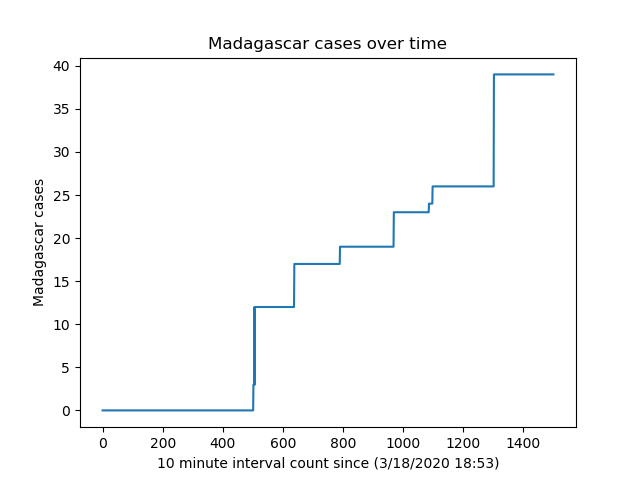 Madagascar cases over time
Madagascar cases
40
35
30
25
20
15
10
5
0
0 200 400 600 800 1000 1200 1400
10 minute interval count since (3/18/2020 18:53)